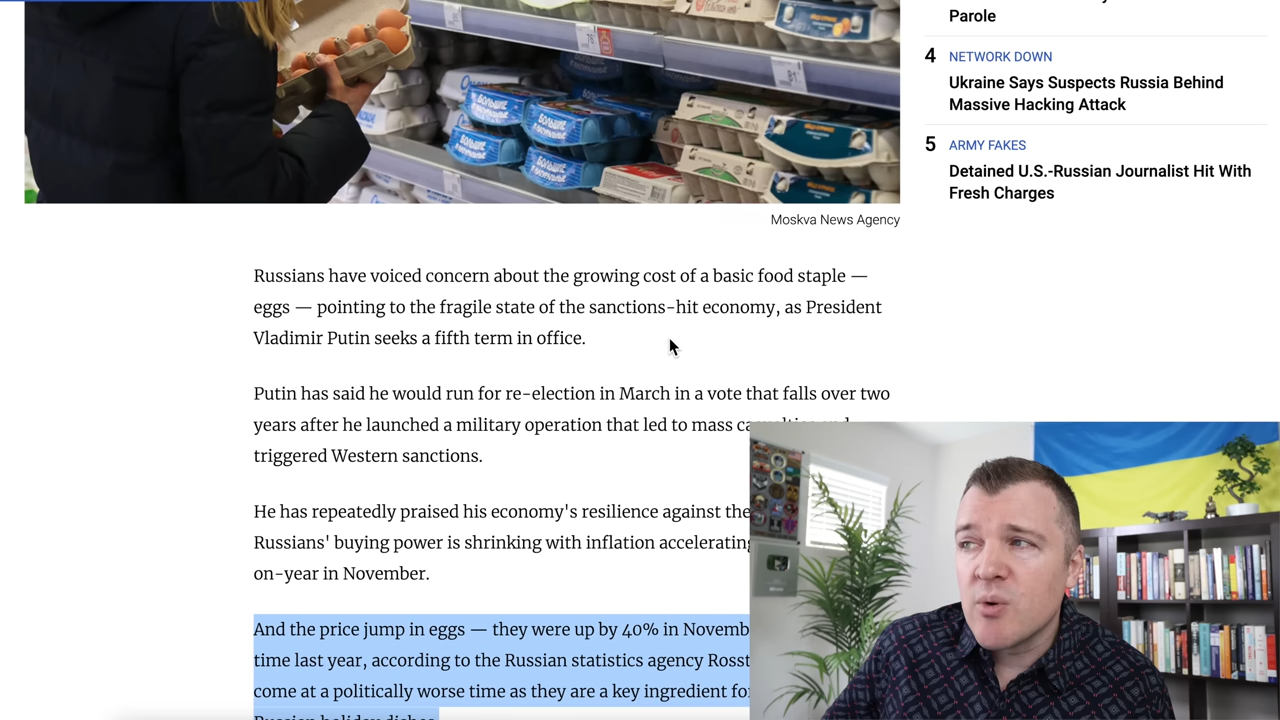 БОЛЬШИЕ
Parole
4 NETWORK DOWN
Ukraine Says Suspects Russia Behind
Massive Hacking Attack
5 ARMY FAKES
Detained U.S.-Russian Journalist Hit With
Fresh Charges
Moskva News Agency
Russians have voiced concern about the growing cost of a basic food staple —
eggs — pointing to the fragile state of the sanctions-hit economy, as President
Vladimir Putin seeks a fifth term in office.
Putin has said he would run for re-election in March in a vote that falls over two
years after he launched a military operation that led to mass casualties and
triggered Western sanctions.
He has repeatedly praised his economy's resilience against the
Russians' buying power is shrinking with inflation accelerating
on-year in November.
And the price jump in eggs — they were up by 40% in Novemb
time last year, according to the Russian statistics agency Rosst
come at a politically worse time as they are a key ingredient fo
Russian holiday dishes.